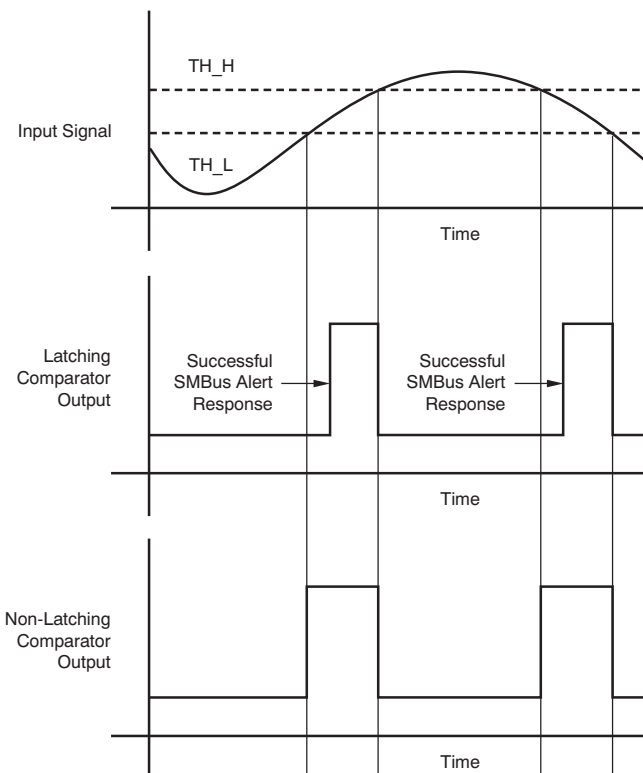 TH_H
Input Signal
TH_L
Time
Latching
Comparator
Output
Successful
SMBus Alert
Response
Successful
SMBus Alert
Response
Time
Non-Latching
Comparator
Output
Time